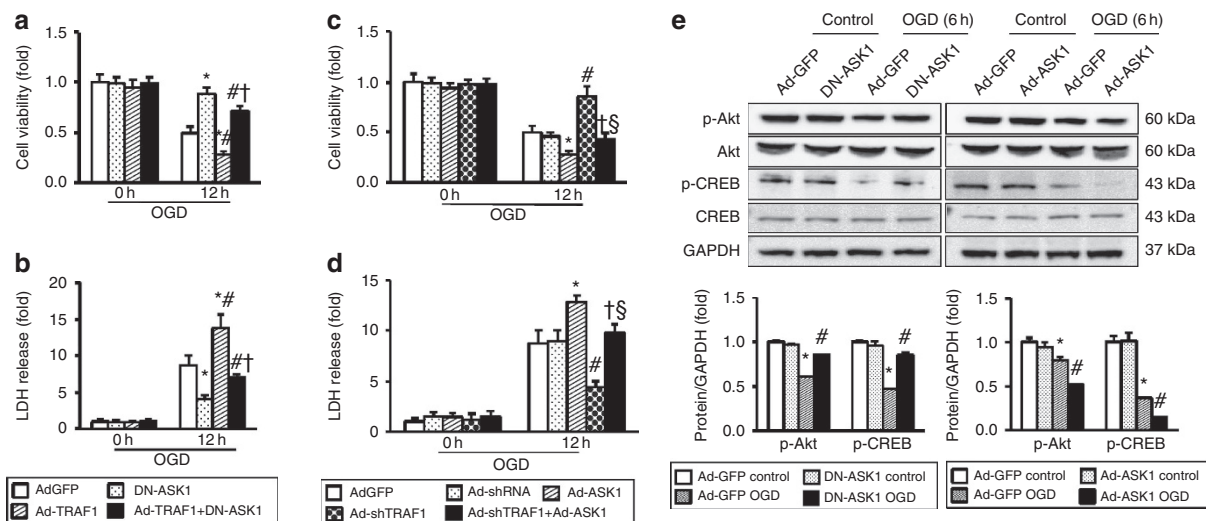 a
Cell viability (fold)
1.5
1.0
0.5
0.0
*
#†
*#
0 h
12 h
OGD
b
LDH release (fold)
20
15
10
5
0
*
*#
#†
0 h
12 h
OGD
AdGFP
DN-ASK1
Ad-TRAF1
Ad-TRAF1+DN-ASK1
c
Cell viability (fold)
1.5
1.0
0.5
0.0
*
#
†§
0 h
12 h
OGD
d
LDH release (fold)
15
10
5
0
*
#
†§
0 h
12 h
OGD
AdGFP
Ad-shRNA
Ad-ASK1
Ad-shTRAF1
Ad-shTRAF1+Ad-ASK1
e
Control
OGD (6 h)
Control
OGD (6 h)
Ad-GFP
DN-ASK1
Ad-GFP
DN-ASK1
Ad-GFP
Ad-ASK1
Ad-GFP
Ad-ASK1
p-Akt
60 kDa
Akt
60 kDa
p-CREB
43 kDa
CREB
43 kDa
GAPDH
37 kDa
Protein/GAPDH (fold)
1.5
1.0
0.5
0.0
*
#
*
#
p-Akt
p-CREB
Ad-GFP control
DN-ASK1 control
Ad-GFP OGD
DN-ASK1 OGD
Protein/GAPDH (fold)
1.5
1.0
0.5
0.0
*
#
*
#
p-Akt
p-CREB
Ad-GFP control
Ad-ASK1 control
Ad-GFP OGD
Ad-ASK1 OGD